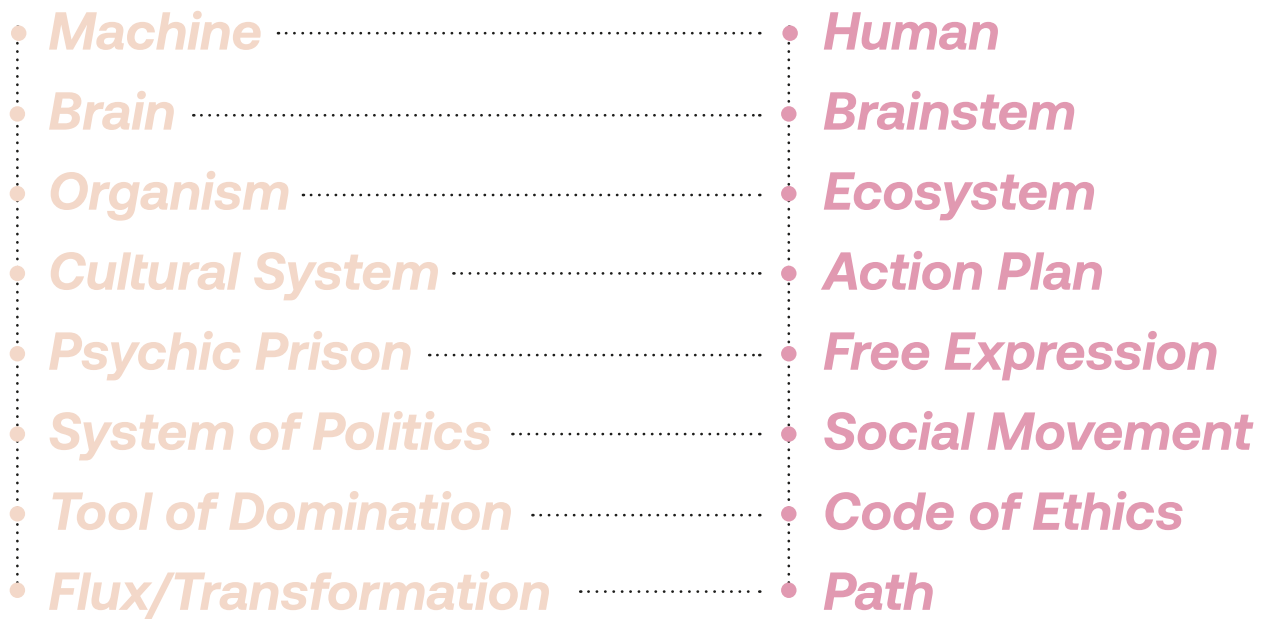 Machine Human
Brain Brainstem
Organism Ecosystem
Cultural System Action Plan
Psychic Prison Free Expression
System of Politics Social Movement
Tool of Domination Code of Ethics
Flux/Transformation Path